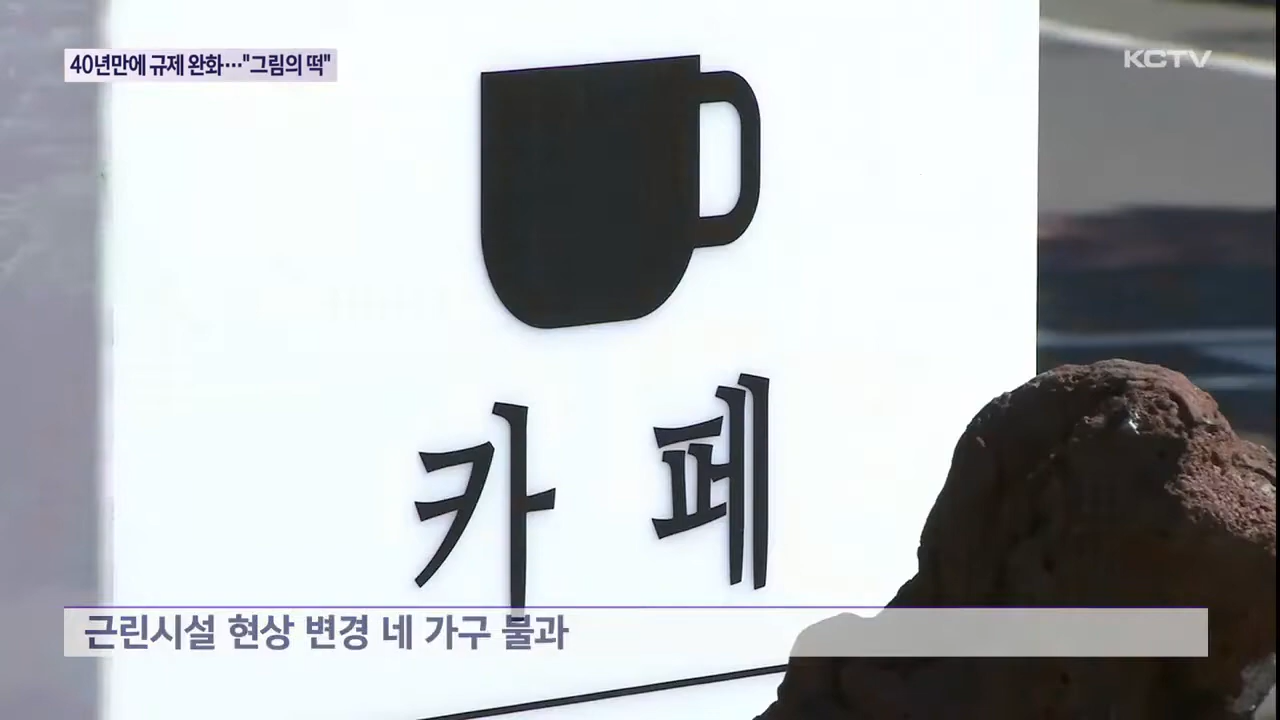 40년만에 규제 완화…"그림의 떡"
KCTV
카페
근린시설 현상 변경 네 가구 불과